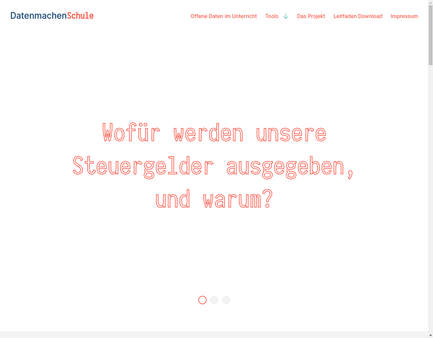 DatenmachenSchule
Offene Daten im Unterricht Tools Das Projekt Leitfaden Download Impressum
Wofür werden unsere
Steuergelder ausgegeben,
und warum?